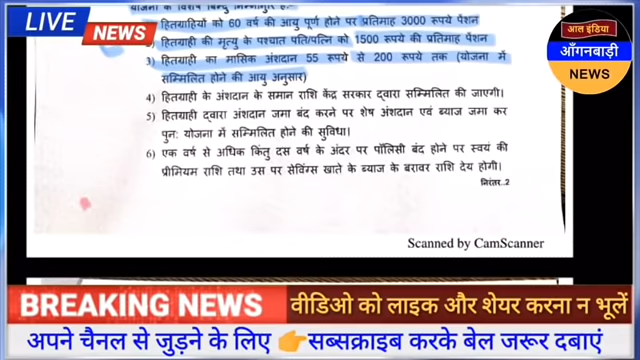 LIVE NEWS
आल इंडिया
आँगनबाड़ी
NEWS
योजना के विशेष बिन्दु निम्नानुसार है:-
हितग्राहियों को 60 वर्ष की आयु पूर्ण होने पर प्रतिमाह 3000 रूपये पेंशन
हितग्राही की मृत्यु के पश्चात पति/पत्नि को 1500 रूपये की प्रतिमाह पेंशन
3) हितग्राही का मासिक अंशदान 55 रूपये से 200 रूपये तक (योजना में
सम्मिलित होने की आयु अनुसार)
4) हितग्राही के अंशदान के समान राशि केंद्र सरकार द्वारा सम्मिलित की जाएगी।
5) हितग्राही द्वारा अंशदान जमा बंद करने पर शेष अंशदान एवं ब्याज जमा कर
पुन: योजना में सम्मिलित होने की सुविधा।
6) एक वर्ष से अधिक किंतु दस वर्ष के अंदर पर पॉलिसी बंद होने पर स्वयं की
प्रीमियम राशि तथा उस पर सेविंग्स खाते के ब्याज के बरावर राशि देय होगी।
निरंतर..2
Scanned by CamScanner
BREAKING NEWS
वीडिओ को लाइक और शेयर करना न भूलें
अपने चैनल से जुड़ने के लिए 👉सब्सक्राइब करके बेल जरूर दबाएं